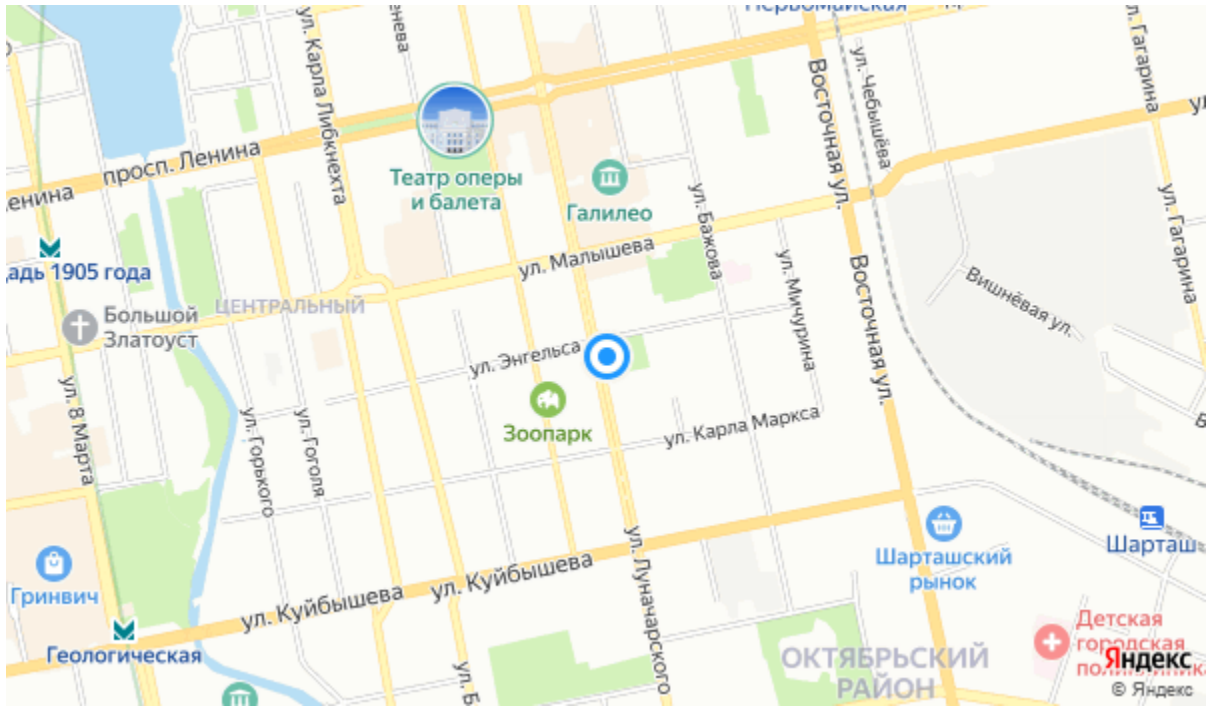 Первомайская
ул. Гагарина
ул. Карла Либкнехта
Восточная ул.
ул. Чебышёва
просп. Ленина
Театр оперы
и балета
Галилео
ул. Бажова
ул. Гагарина
ул. Малышева
1905 года
ул. Мичурина
Восточная ул.
Вишнёвая ул.
ЦЕНТРАЛЬНЫЙ
Большой
Златоуст
ул. Энгельса
ул. 8 Марта
Зоопарк
ул. Карла Маркса
ул. Горького
ул. Гоголя
Шарташский
рынок
Шарташ
Гринвич
ул. Куйбышева
ул. Куйбышева
ул. Луначарского
Геологическая
Детская
городская
ОКТЯБРЬСКИЙ
РАЙОН
Яндекс
© Яндекс